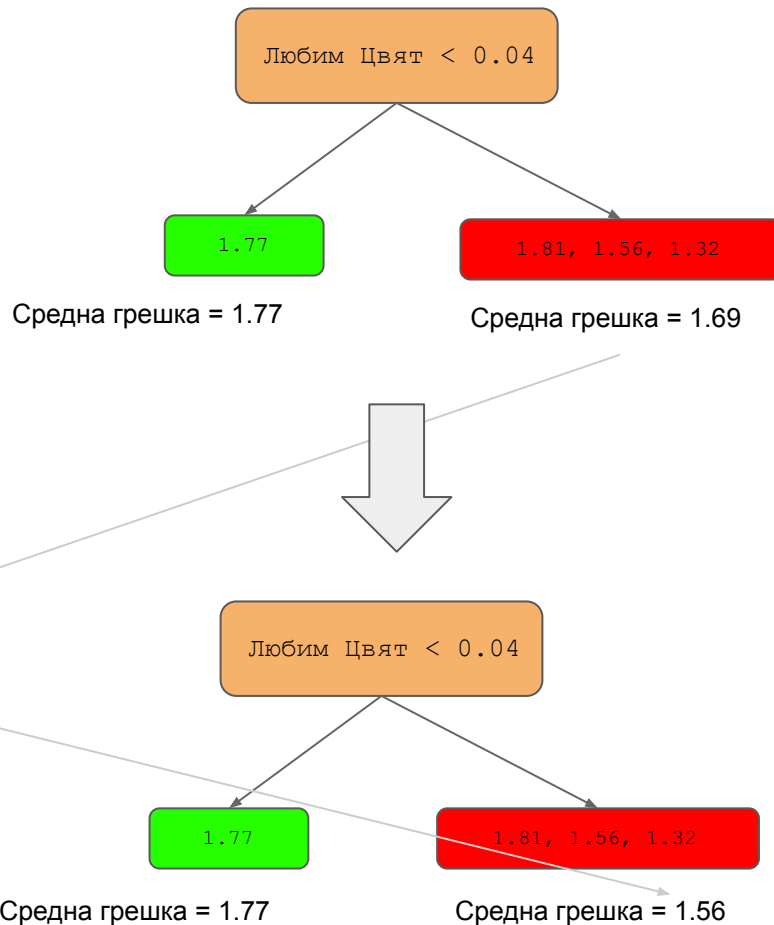 Любим Цвят < 0.04
1.77
1.81, 1.56, 1.32
Средна грешка = 1.77
Средна грешка = 1.69
Любим Цвят < 0.04
1.77
1.81, 1.56, 1.32
Средна грешка = 1.77
Средна грешка = 1.56